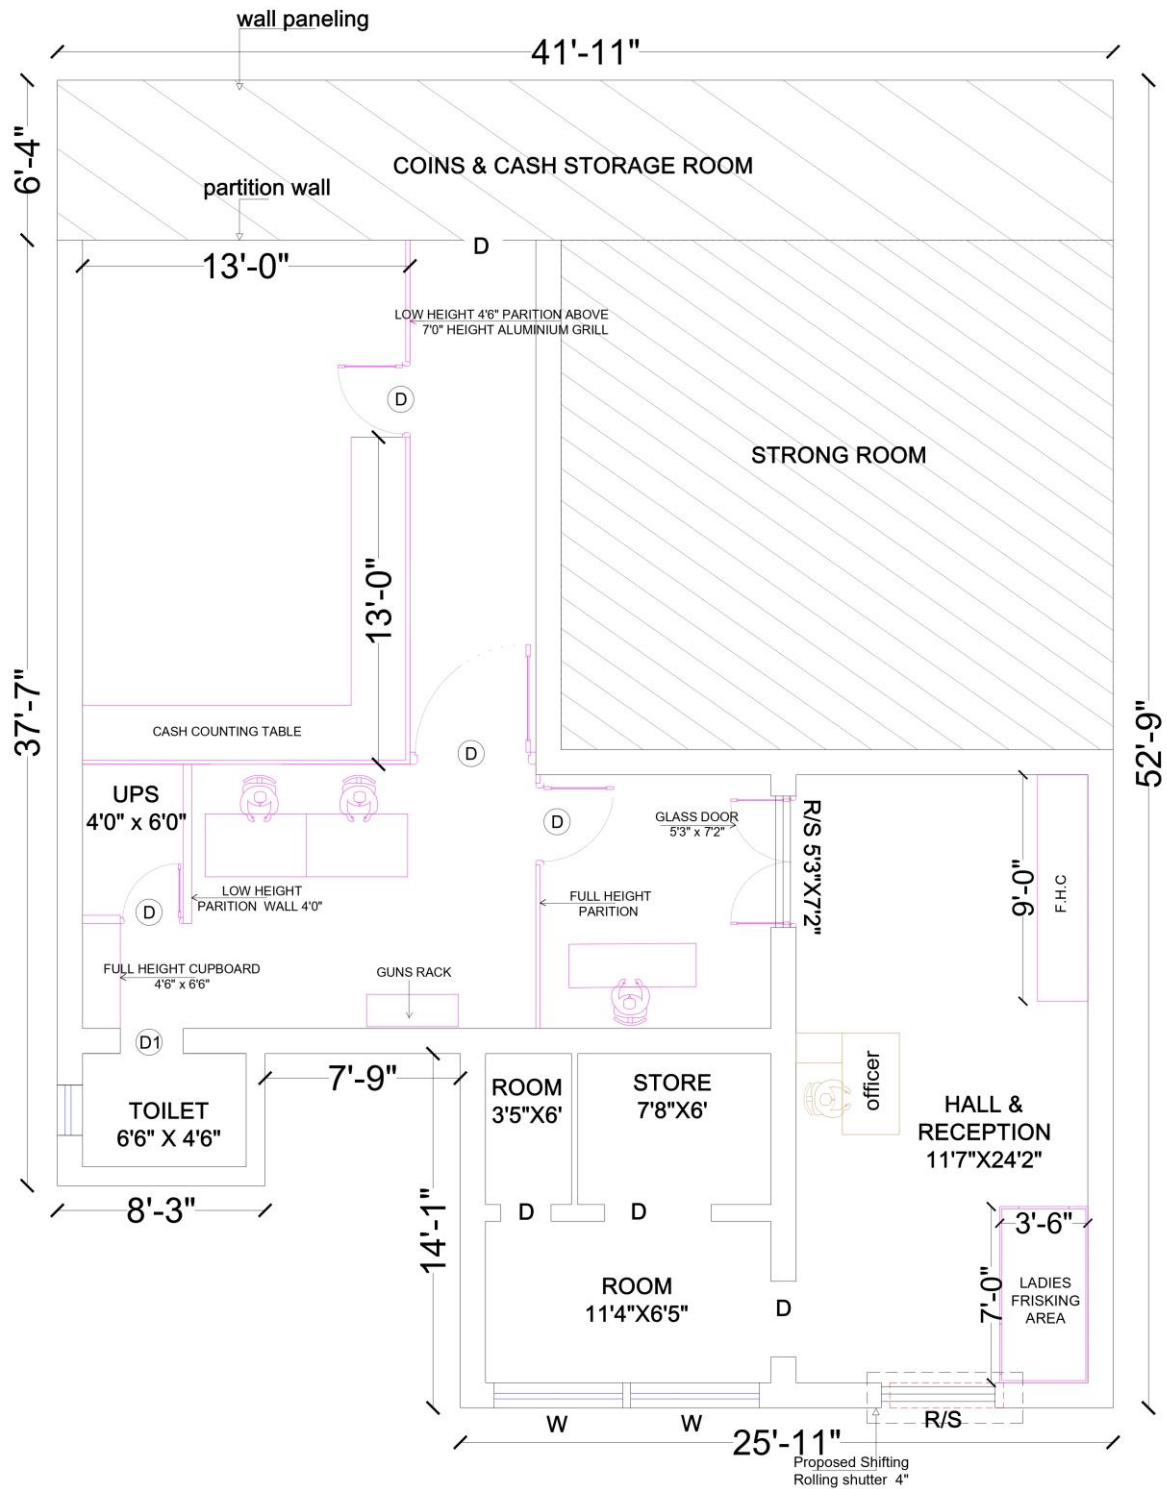 wall paneling
41'-11"
6'-4"
COINS & CASH STORAGE ROOM
partition wall
D
13'-0"
LOW HEIGHT 4'6" PARITION ABOVE
7'0" HEIGHT ALUMINIUM GRILL
D
STRONG ROOM
13'-0"
37'-7"
52'-9"
CASH COUNTING TABLE
D
UPS
4'0" x 6'0"
D
GLASS DOOR
5'3" x 7'2"
R/S 5'3"X7'2"
9'-0"
F.H.C
LOW HEIGHT
PARITION WALL 4'0"
FULL HEIGHT
PARITION
D
FULL HEIGHT CUPBOARD
4'6" x 6'6"
GUNS RACK
D1
7'-9"
ROOM
3'5"X6'
STORE
7'8"X6'
officer
HALL &
RECEPTION
11'7"X24'2"
TOILET
6'6" X 4'6"
8'-3"
14'-1"
D
D
3'-6"
7'-0"
LADIES
FRISKING
AREA
ROOM
11'4"X6'5"
D
W
W
R/S
25'-11"
Proposed Shifting
Rolling shutter 4"